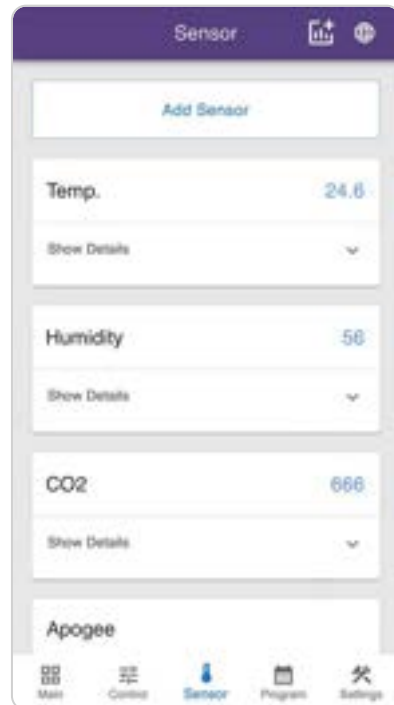 Sensor
Add Sensor
Temp. 24.6
Show Details
Humidity 56
Show Details
CO2 666
Show Details
Apogee
Main Control Sensor Program Settings